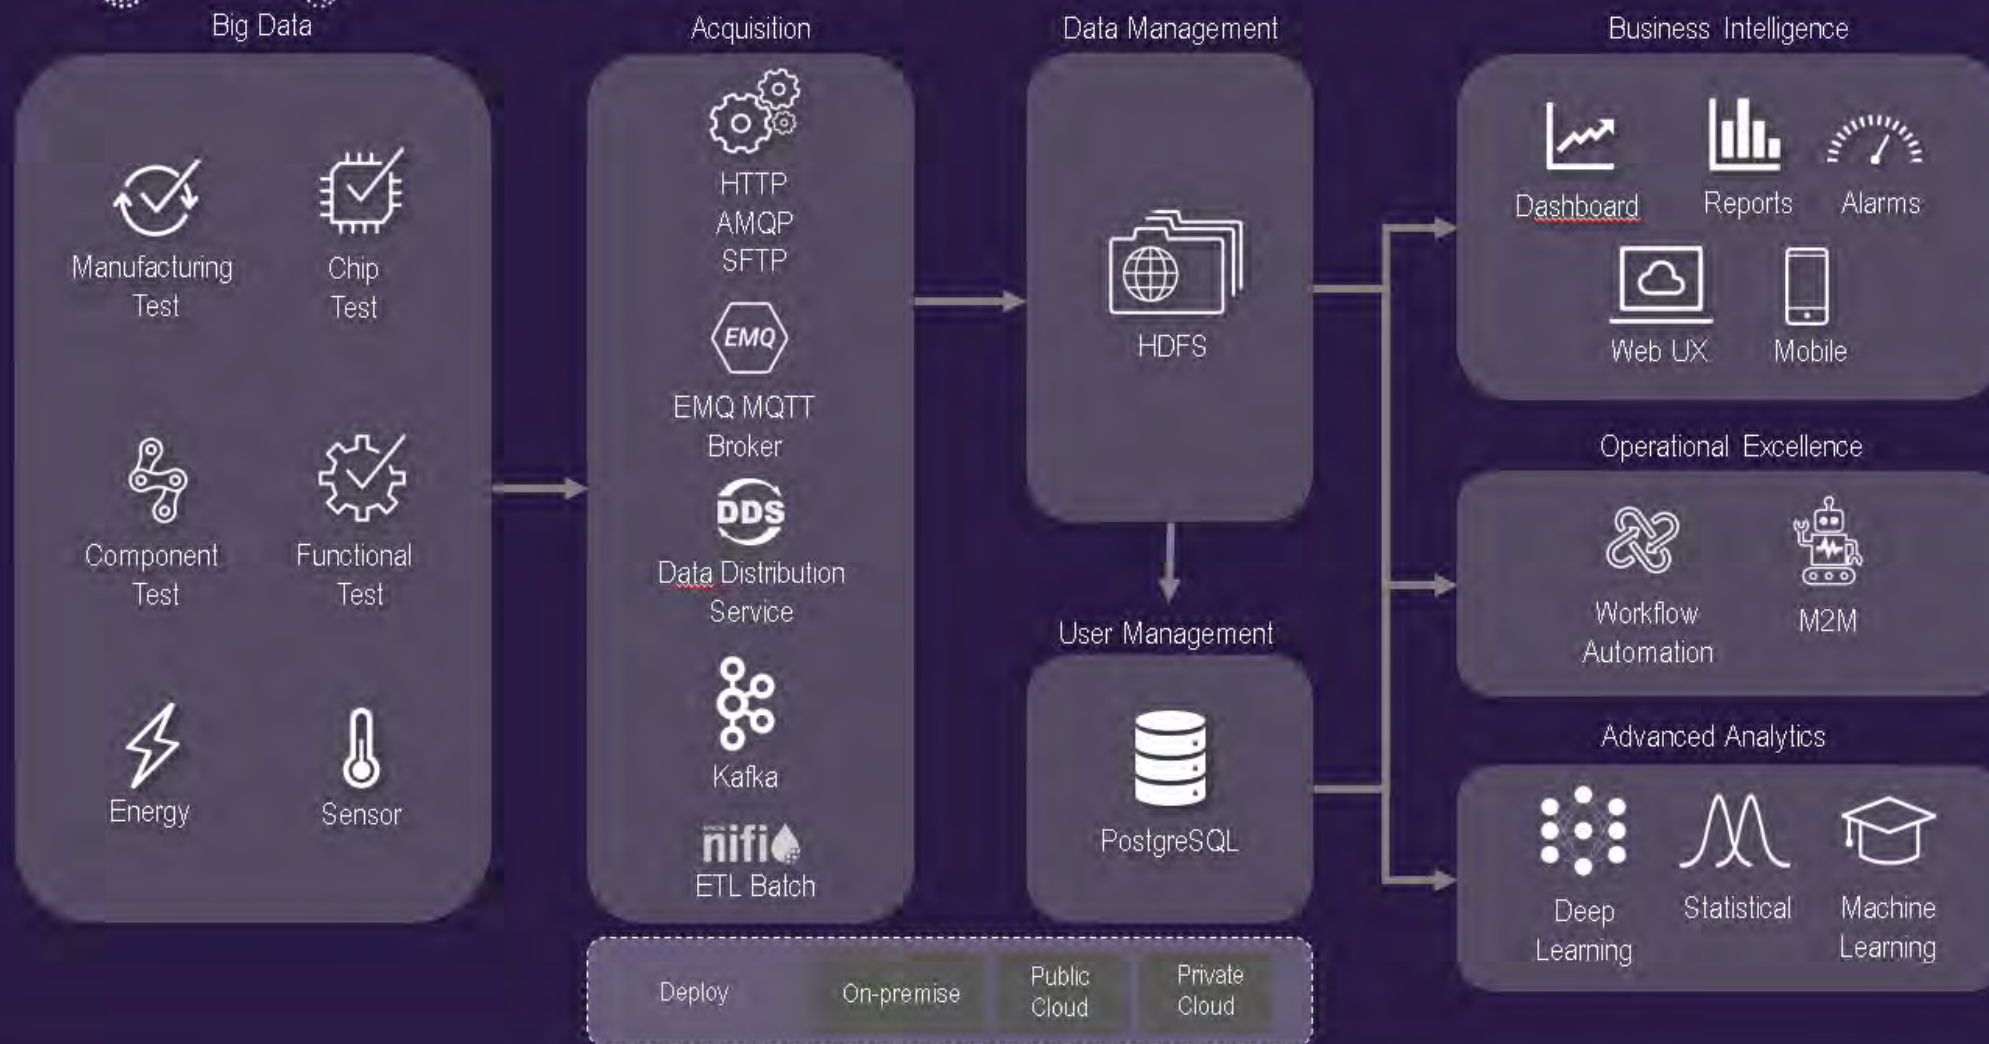 Big Data
Manufacturing
Test
Chip
Test
Component
Test
Functional
Test
Energy
Sensor
Acquisition
HTTP
AMQP
SFTP
EMQ
EMQ MQTT
Broker
DDS
Data Distribution
Service
Kafka
nifi
ETL Batch
Data Management
HDFS
User Management
PostgreSQL
Business Intelligence
Dashboard
Reports
Alarms
Web UX
Mobile
Operational Excellence
Workflow
Automation
M2M
Advanced Analytics
Deep
Learning
Statistical
Machine
Learning
Deploy
On-premise
Public
Cloud
Private
Cloud